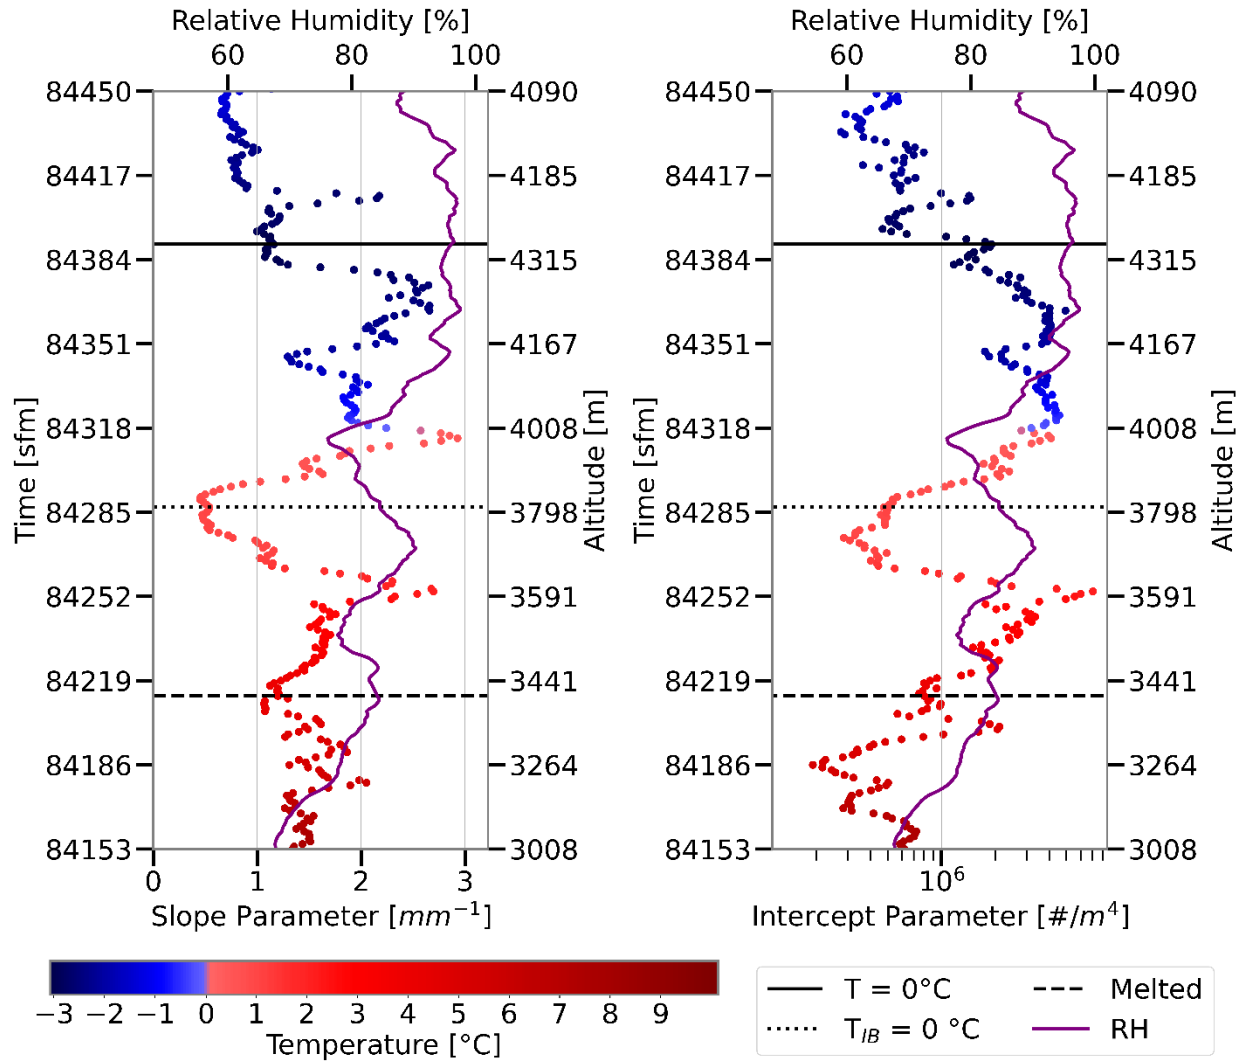 Relative Humidity [%]
60 80 100
84450
84417
84384
84351
84318
84285
84252
84219
84186
84153
Time [sfm]
4090
4185
4315
4167
4008
3798
3591
3441
3264
3008
Altitude [m]
0 1 2 3
Slope Parameter [mm⁻¹]
Relative Humidity [%]
60 80 100
84450
84417
84384
84351
84318
84285
84252
84219
84186
84153
Time [sfm]
4090
4185
4315
4167
4008
3798
3591
3441
3264
3008
Altitude [m]
10⁶
Intercept Parameter [#/m⁴]
−3 −2 −1 0 1 2 3 4 5 6 7 8 9
Temperature [°C]
T = 0°C
T_IB = 0 °C
Melted
RH